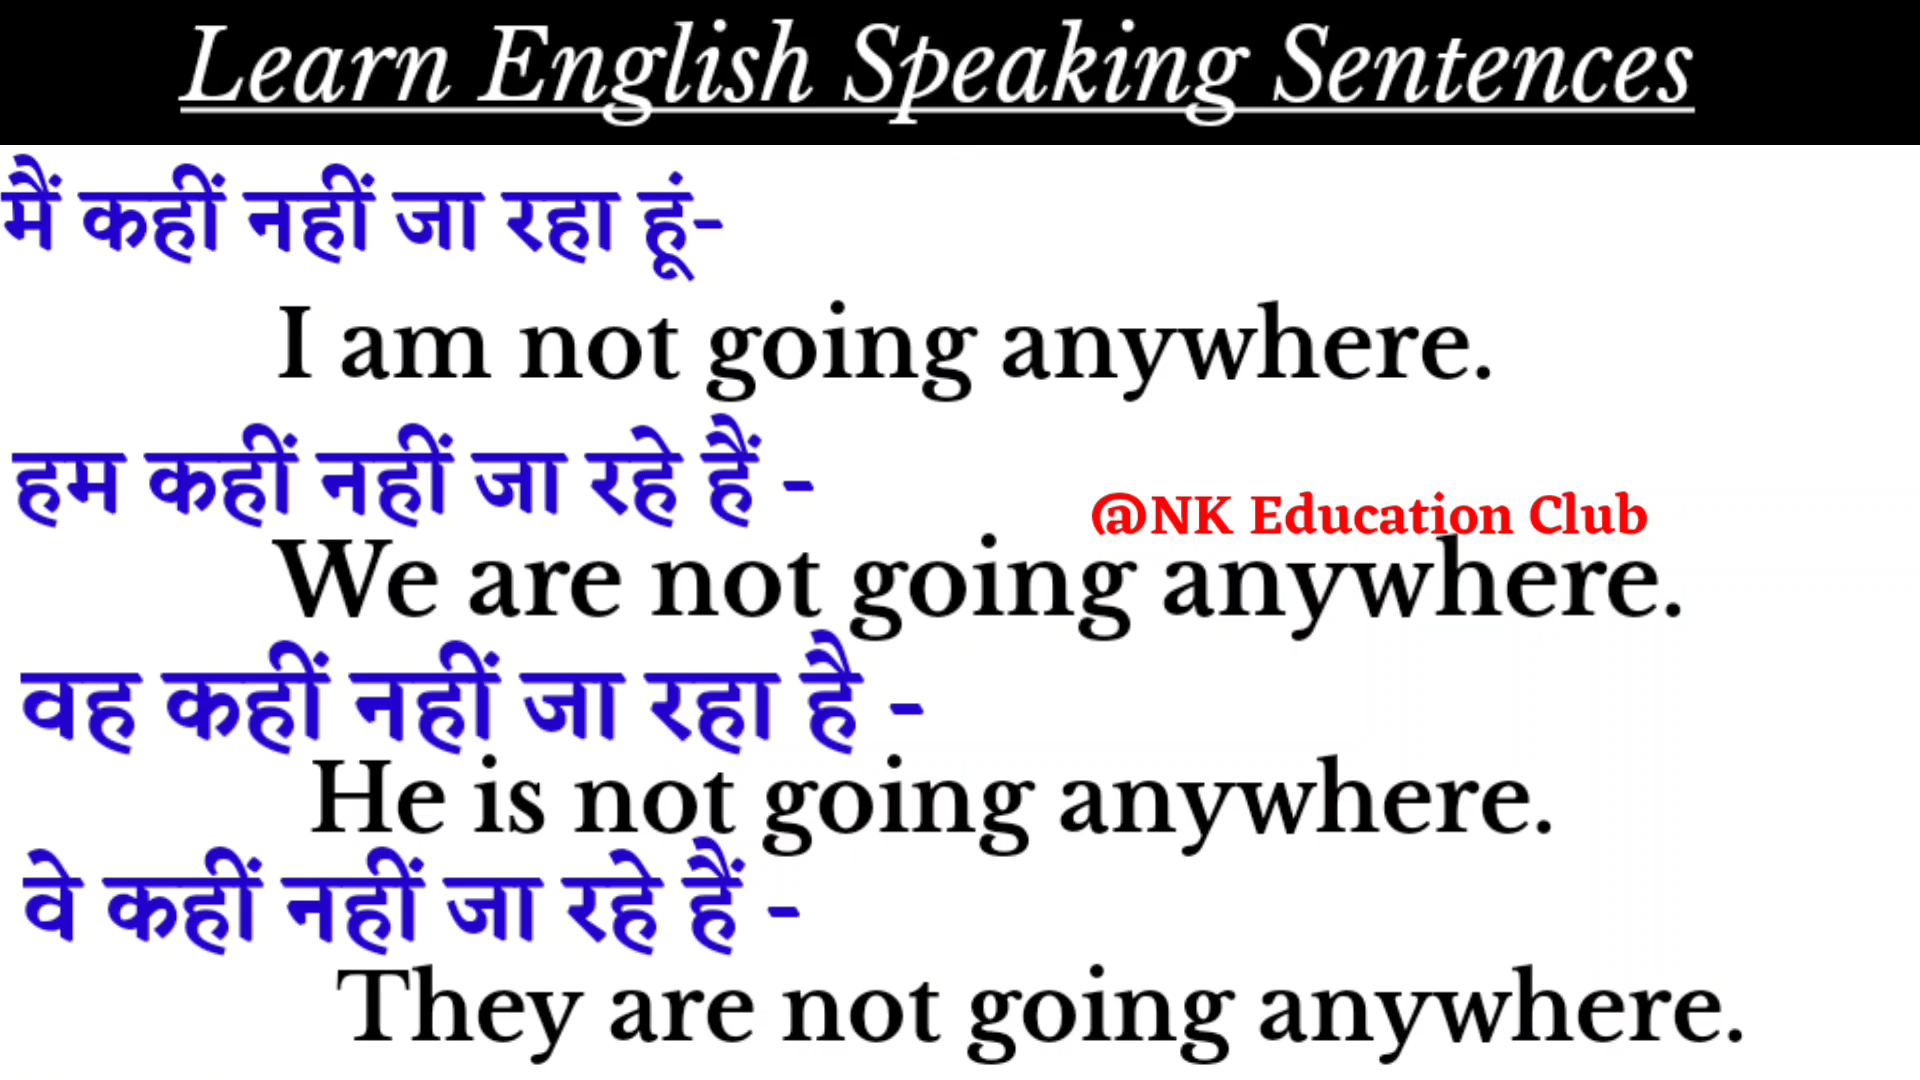 Learn English Speaking Sentences
मैं कहीं नहीं जा रहा हूं-
I am not going anywhere.
हम कहीं नहीं जा रहे हैं -
@NK Education Club
We are not going anywhere.
वह कहीं नहीं जा रहा है -
He is not going anywhere.
वे कहीं नहीं जा रहे हैं -
They are not going anywhere.